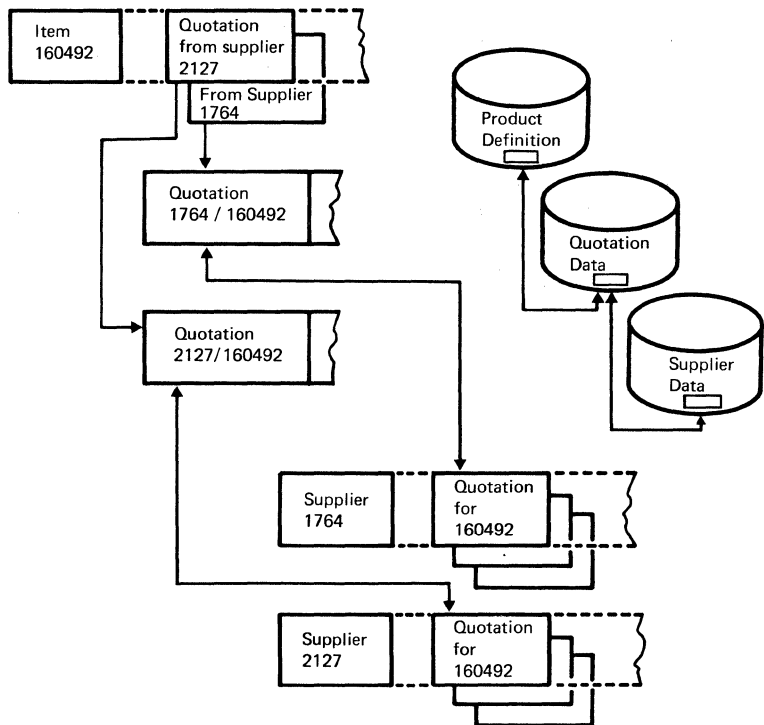 Item
160492
Quotation
from supplier
2127
From Supplier
1764
Quotation
1764 / 160492
Quotation
2127/160492
Product
Definition
Quotation
Data
Supplier
Data
Supplier
1764
Quotation
for
160492
Supplier
2127
Quotation
for
160492